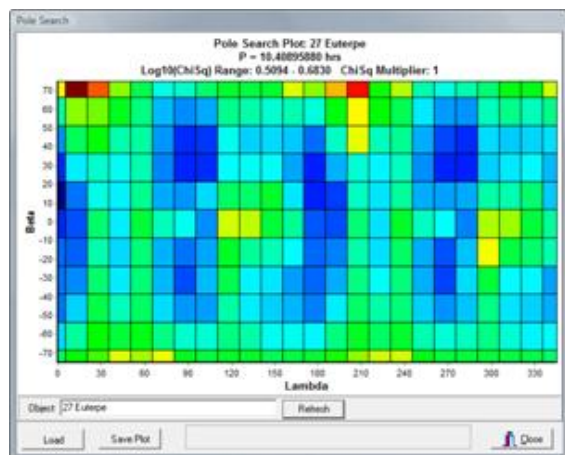 Pole Search
Pole Search Plot: 27 Euterpe
P = 10.40895880 hrs
Log10(ChiSq) Range: 0.5094 - 0.6830 ChiSq Multiplier: 1
70
60
50
40
30
20
10
0
-10
-20
-30
-40
-50
-60
-70
Beta
0 30 60 90 120 150 180 210 240 270 300 330
Lambda
Object 27 Euterpe Refresh
Load Save Plot Close